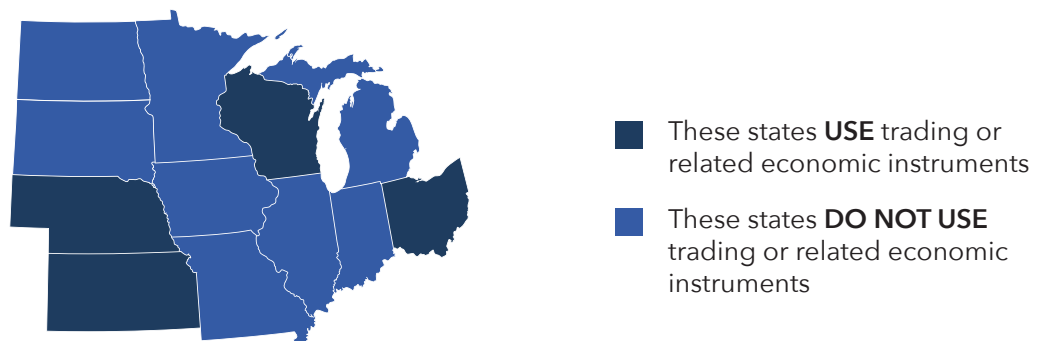 These states USE trading or
related economic instruments
These states DO NOT USE
trading or related economic
instruments